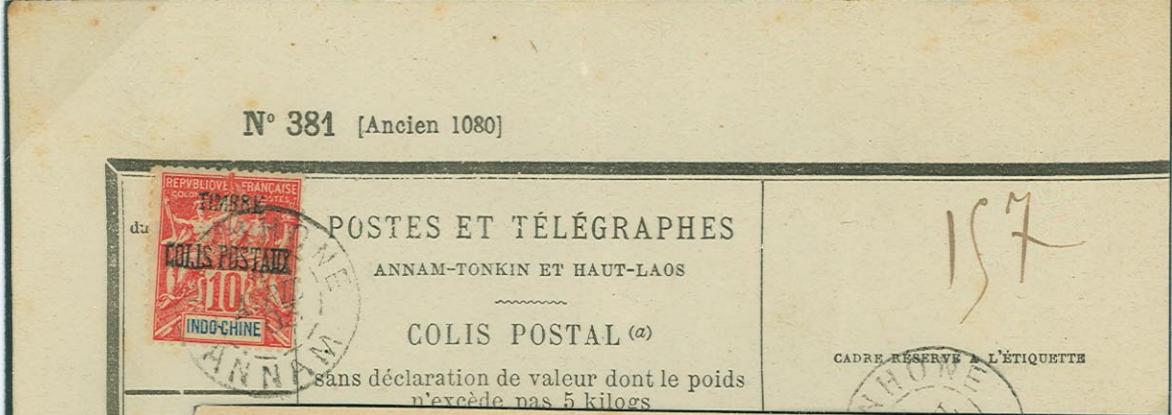 N° 381 [Ancien 1080]
du
REPVBLIQVE FRANÇAISE
TIMBRE
COLIS POSTAUX
10
INDO-CHINE
ANNAM
POSTES ET TÉLÉGRAPHES
ANNAM-TONKIN ET HAUT-LAOS
COLIS POSTAL (a)
sans déclaration de valeur dont le poids
n'excède pas 5 kilogs
157
CADRE RÉSERVÉ A L'ÉTIQUETTE